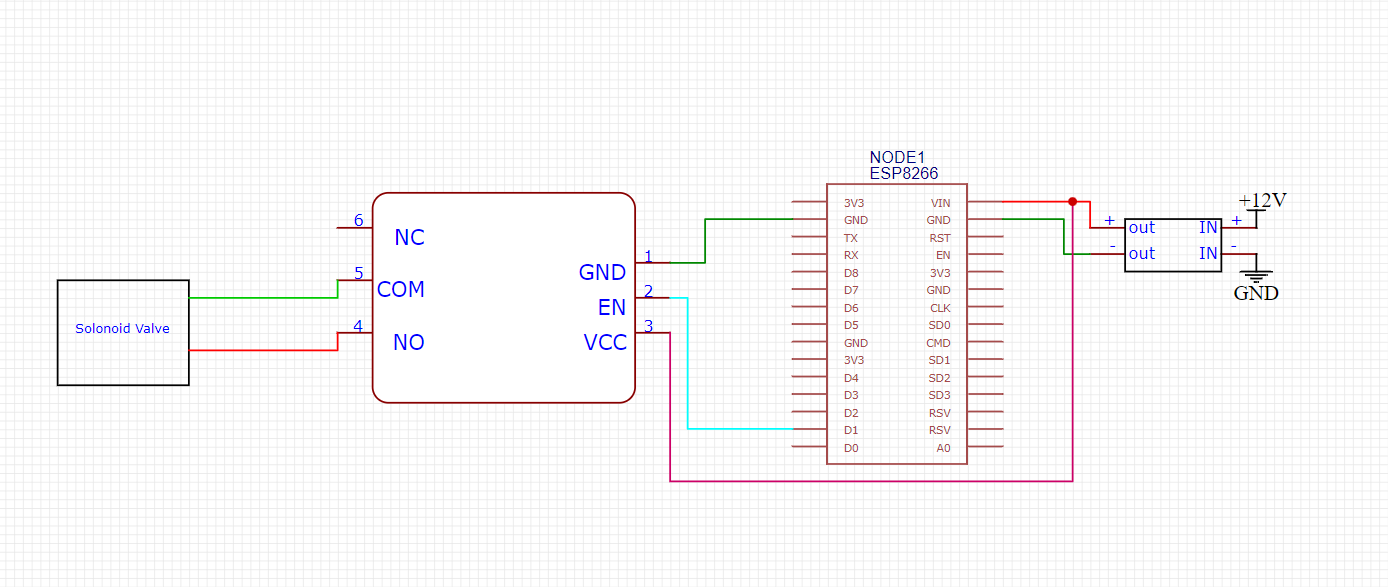 NODE1
ESP8266
6
NC
5
COM
4
NO
1
GND
2
EN
3
VCC
Solonoid Valve
3V3
GND
TX
RX
D8
D7
D6
D5
GND
3V3
D4
D3
D2
D1
D0
VIN
GND
RST
EN
3V3
GND
CLK
SD0
CMD
SD1
SD2
SD3
RSV
RSV
A0
+ out IN +
- out IN -
+12V
GND